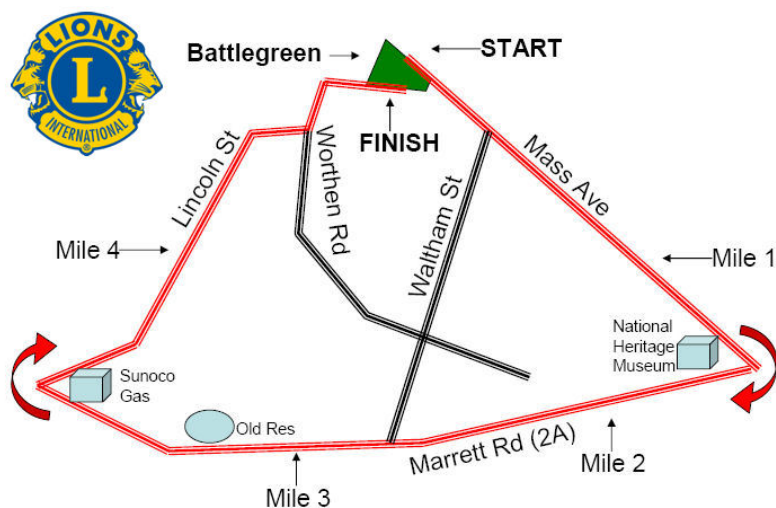 LIONS
L
INTERNATIONAL
®
Battlegreen
START
FINISH
Lincoln St
Worthen Rd
Waltham St
Mass Ave
Mile 4
Mile 1
National
Heritage
Museum
Sunoco
Gas
Old Res
Marrett Rd (2A)
Mile 2
Mile 3